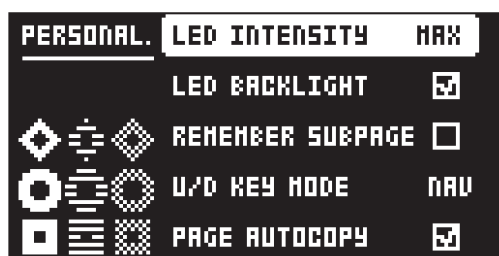 PERSONAL. LED INTENSITY MAX
LED BACKLIGHT
REMEMBER SUBPAGE
U/D KEY MODE NAV
PAGE AUTOCOPY